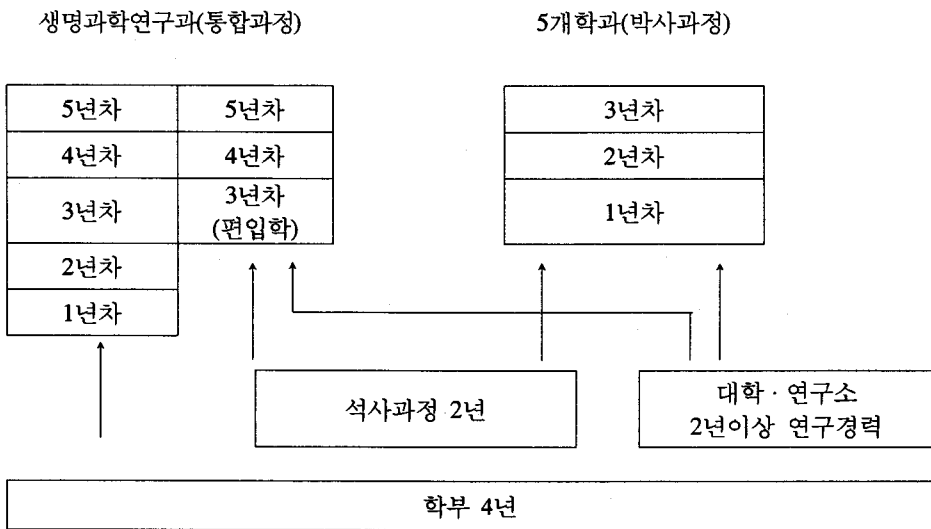 생명과학연구과(통합과정)
5개학과(박사과정)
5년차
5년차
4년차
4년차
3년차
3년차
(편입학)
2년차
1년차
3년차
2년차
1년차
석사과정 2년
대학 · 연구소
2년이상 연구경력
학부 4년